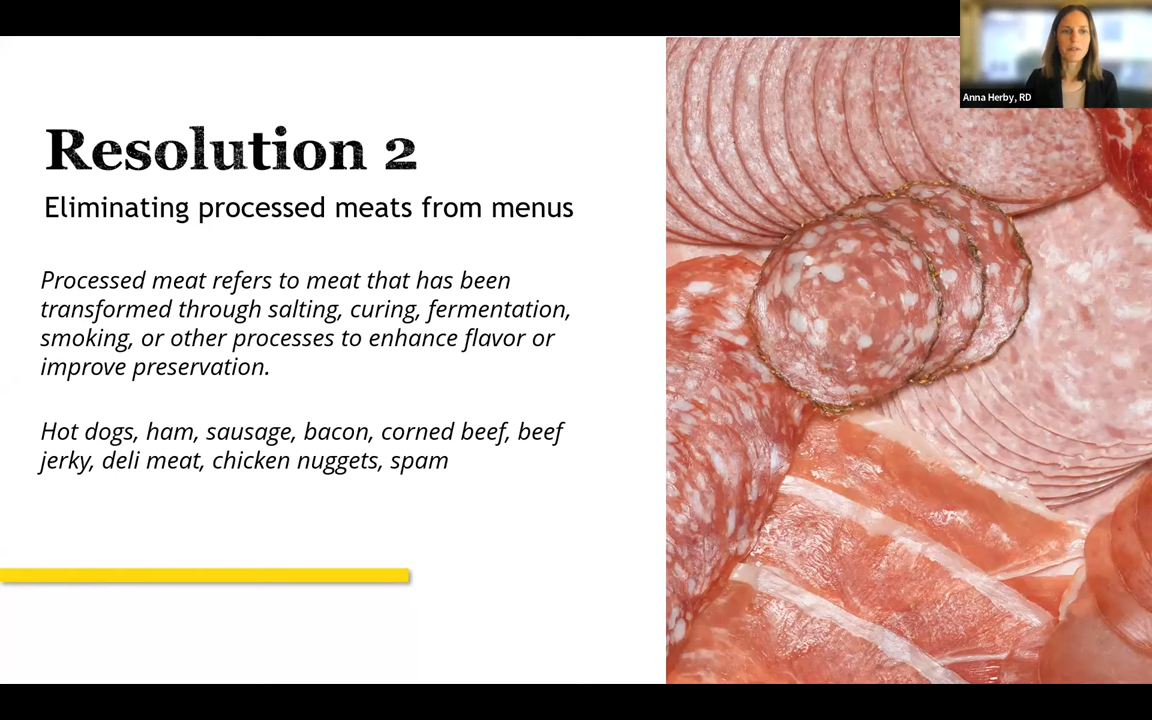 Resolution 2
Eliminating processed meats from menus
Processed meat refers to meat that has been
transformed through salting, curing, fermentation,
smoking, or other processes to enhance flavor or
improve preservation.
Hot dogs, ham, sausage, bacon, corned beef, beef
jerky, deli meat, chicken nuggets, spam
Anna Herby, RD